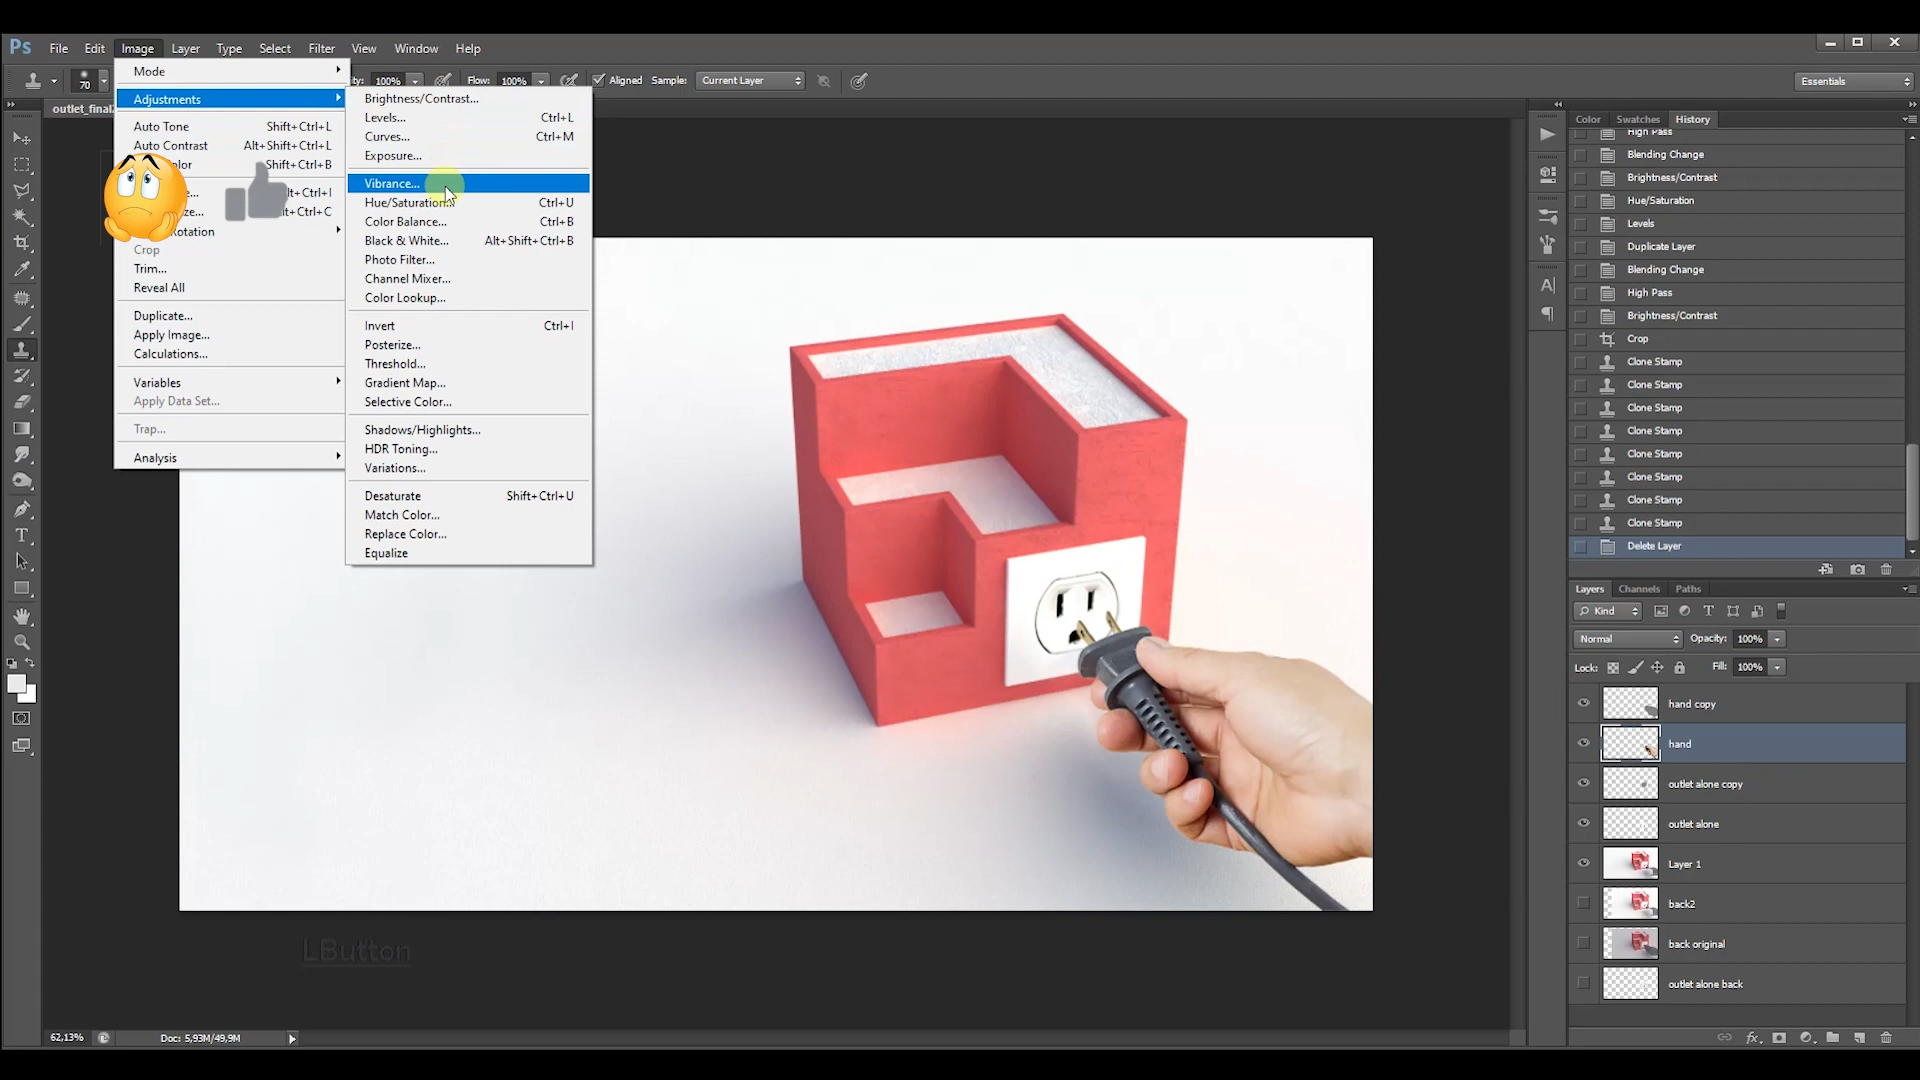 Ps File Edit Image Layer Type Select Filter View Window Help
70 100% Flow: 100% Aligned Sample: Current Layer Essentials
Mode
Adjustments
Auto Tone Shift+Ctrl+L
Auto Contrast Alt+Shift+Ctrl+L
Shift+Ctrl+B
Crop
Trim...
Reveal All
Duplicate...
Apply Image...
Calculations...
Variables
Apply Data Set...
Trap...
Analysis
Brightness/Contrast...
Levels... Ctrl+L
Curves... Ctrl+M
Exposure...
Vibrance...
Hue/Saturation... Ctrl+U
Color Balance... Ctrl+B
Black & White... Alt+Shift+Ctrl+B
Photo Filter...
Channel Mixer...
Color Lookup...
Invert Ctrl+I
Posterize...
Threshold...
Gradient Map...
Selective Color...
Shadows/Highlights...
HDR Toning...
Variations...
Desaturate Shift+Ctrl+U
Match Color...
Replace Color...
Equalize
LButton
62,13% Doc: 5,93M/49,9M
Color Swatches History
High Pass
Blending Change
Brightness/Contrast
Hue/Saturation
Levels
Duplicate Layer
Blending Change
High Pass
Brightness/Contrast
Crop
Clone Stamp
Clone Stamp
Clone Stamp
Clone Stamp
Clone Stamp
Clone Stamp
Clone Stamp
Clone Stamp
Delete Layer
Layers Channels Paths
Kind
Normal Opacity: 100%
Lock: Fill: 100%
hand copy
hand
outlet alone copy
outlet alone
Layer 1
back2
back original
outlet alone back